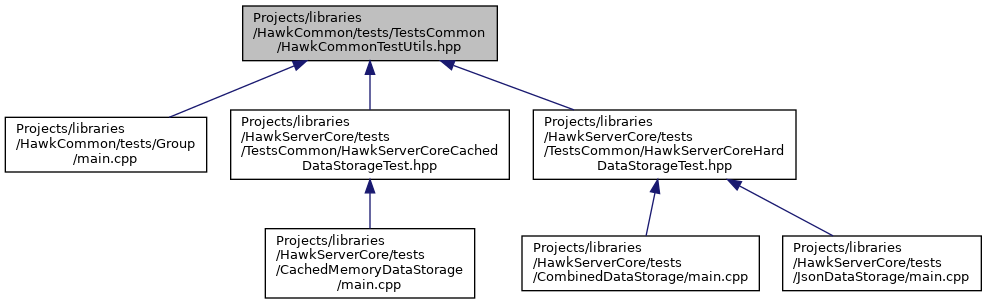 Projects/libraries
/HawkCommon/tests/TestsCommon
/HawkCommonTestUtils.hpp
Projects/libraries
/HawkCommon/tests/Group
/main.cpp
Projects/libraries
/HawkServerCore/tests
/TestsCommon/HawkServerCoreCached
DataStorageTest.hpp
Projects/libraries
/HawkServerCore/tests
/TestsCommon/HawkServerCoreHard
DataStorageTest.hpp
Projects/libraries
/HawkServerCore/tests
/CachedMemoryDataStorage
/main.cpp
Projects/libraries
/HawkServerCore/tests
/CombinedDataStorage/main.cpp
Projects/libraries
/HawkServerCore/tests
/JsonDataStorage/main.cpp